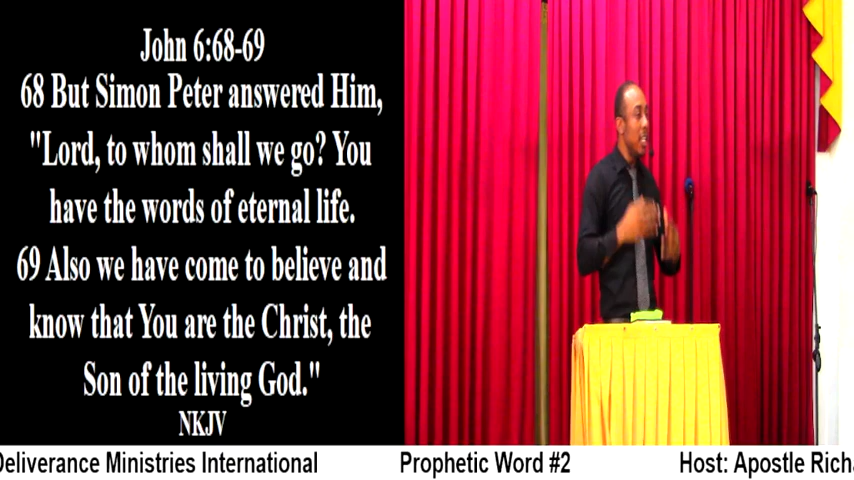 John 6:68-69
68 But Simon Peter answered Him,
"Lord, to whom shall we go? You
have the words of eternal life.
69 Also we have come to believe and
know that You are the Christ, the
Son of the living God."
NKJV
Deliverance Ministries International Prophetic Word #2 Host: Apostle Rich